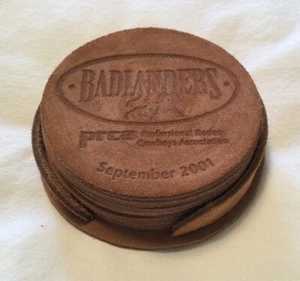 BADLANDERS
prca Professional Rodeo
Cowboys Association
September 2001